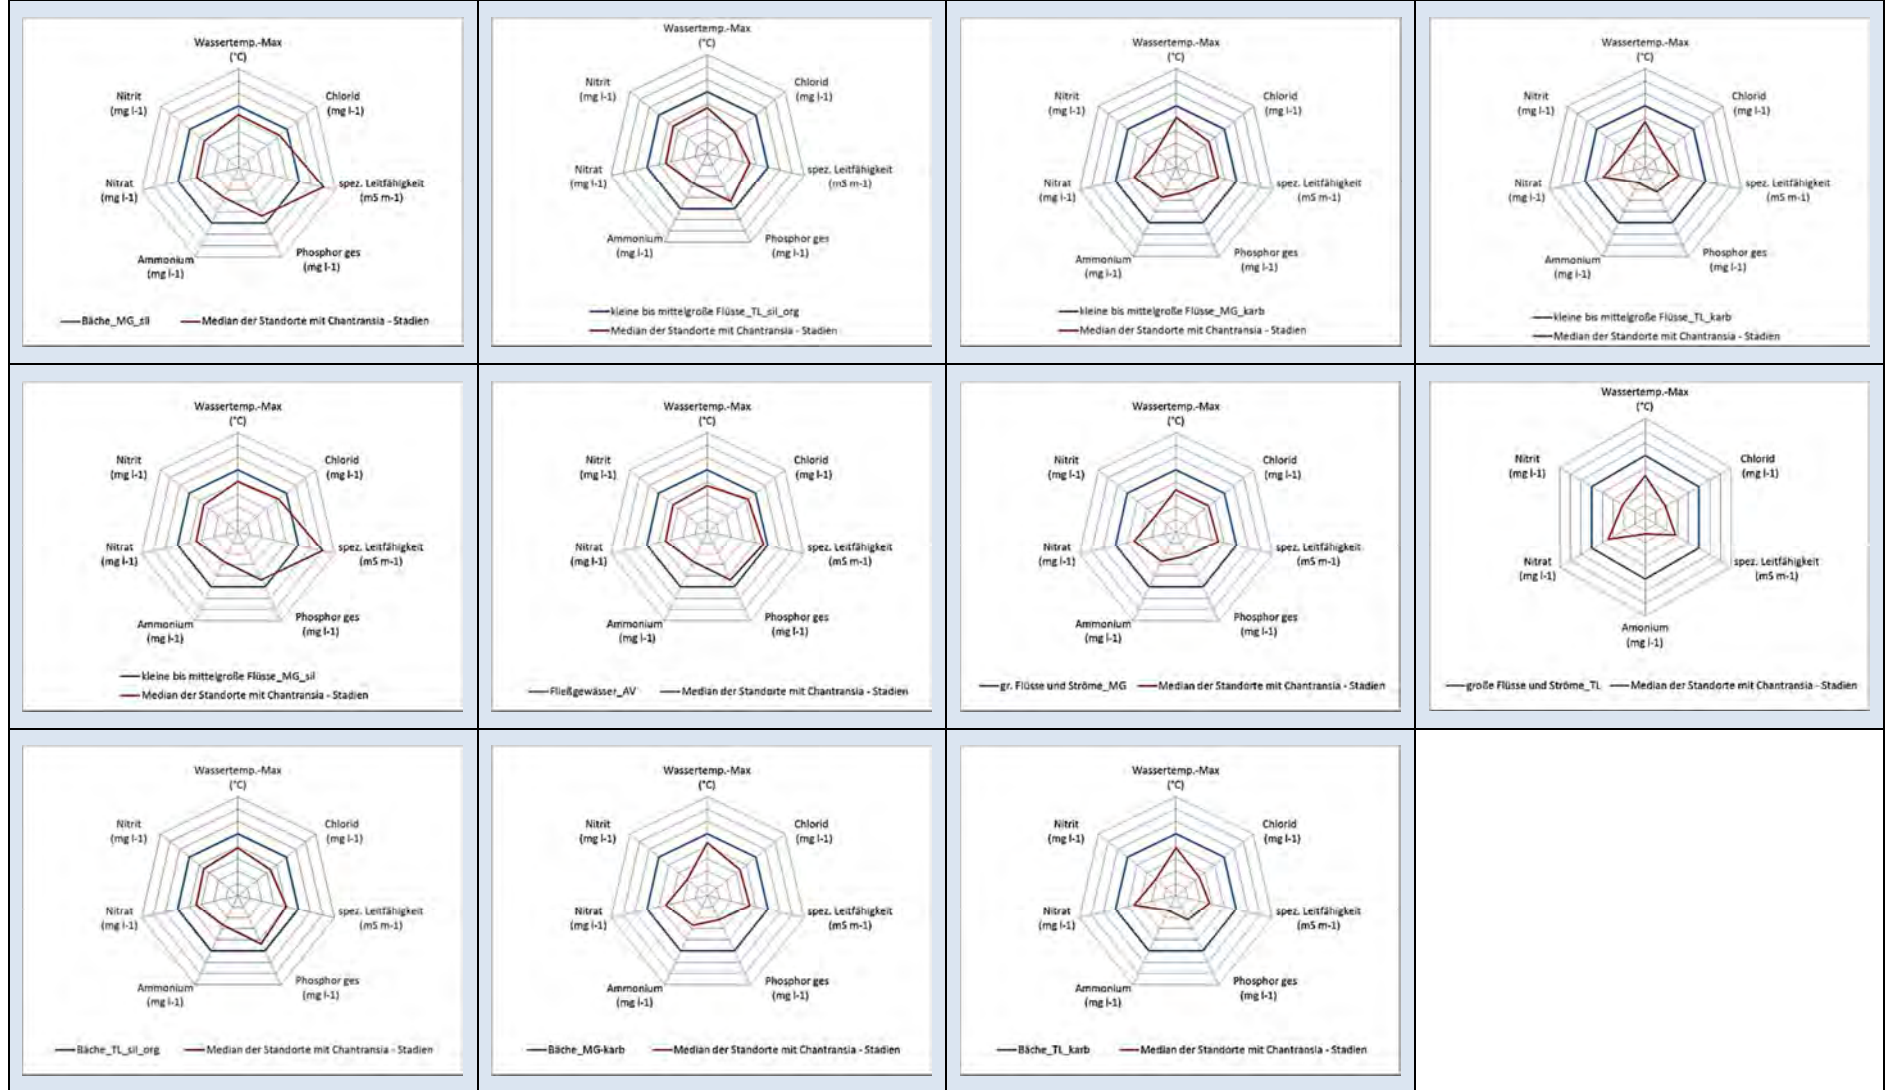 Wassertemp.-Max
(°C)
Nitrit
(mg l-1)
Chlorid
(mg l-1)
Nitrat
(mg l-1)
spez. Leitfähigkeit
(mS m-1)
Ammonium
(mg l-1)
Phosphor ges
(mg l-1)
Bäche_MG_sil
Median der Standorte mit Chantransia - Stadien
Wassertemp.-Max
(°C)
Nitrit
(mg l-1)
Chlorid
(mg l-1)
Nitrat
(mg l-1)
spez. Leitfähigkeit
(mS m-1)
Ammonium
(mg l-1)
Phosphor ges
(mg l-1)
kleine bis mittelgroße Flüsse_TL_sil_org
Median der Standorte mit Chantransia - Stadien
Wassertemp.-Max
(°C)
Nitrit
(mg l-1)
Chlorid
(mg l-1)
Nitrat
(mg l-1)
spez. Leitfähigkeit
(mS m-1)
Ammonium
(mg l-1)
Phosphor ges
(mg l-1)
kleine bis mittelgroße Flüsse_MG_karb
Median der Standorte mit Chantransia - Stadien
Wassertemp.-Max
(°C)
Nitrit
(mg l-1)
Chlorid
(mg l-1)
Nitrat
(mg l-1)
spez. Leitfähigkeit
(mS m-1)
Ammonium
(mg l-1)
Phosphor ges
(mg l-1)
kleine bis mittelgroße Flüsse_TL_karb
Median der Standorte mit Chantransia - Stadien
Wassertemp.-Max
(°C)
Nitrit
(mg l-1)
Chlorid
(mg l-1)
Nitrat
(mg l-1)
spez. Leitfähigkeit
(mS m-1)
Ammonium
(mg l-1)
Phosphor ges
(mg l-1)
kleine bis mittelgroße Flüsse_MG_sil
Median der Standorte mit Chantransia - Stadien
Wassertemp.-Max
(°C)
Nitrit
(mg l-1)
Chlorid
(mg l-1)
Nitrat
(mg l-1)
spez. Leitfähigkeit
(mS m-1)
Ammonium
(mg l-1)
Phosphor ges
(mg l-1)
Fließgewässer_AV
Median der Standorte mit Chantransia - Stadien
Wassertemp.-Max
(°C)
Nitrit
(mg l-1)
Chlorid
(mg l-1)
Nitrat
(mg l-1)
spez. Leitfähigkeit
(mS m-1)
Ammonium
(mg l-1)
Phosphor ges
(mg l-1)
gr. Flüsse und Ströme_MG
Median der Standorte mit Chantransia - Stadien
Wassertemp.-Max
(°C)
Nitrit
(mg l-1)
Chlorid
(mg l-1)
Nitrat
(mg l-1)
spez. Leitfähigkeit
(mS m-1)
Amonium
(mg l-1)
große Flüsse und Ströme_TL
Median der Standorte mit Chantransia - Stadien
Wassertemp.-Max
(°C)
Nitrit
(mg l-1)
Chlorid
(mg l-1)
Nitrat
(mg l-1)
spez. Leitfähigkeit
(mS m-1)
Ammonium
(mg l-1)
Phosphor ges
(mg l-1)
Bäche_TL_sil_org
Median der Standorte mit Chantransia - Stadien
Wassertemp.-Max
(°C)
Nitrit
(mg l-1)
Chlorid
(mg l-1)
Nitrat
(mg l-1)
spez. Leitfähigkeit
(mS m-1)
Ammonium
(mg l-1)
Phosphor ges
(mg l-1)
Bäche_MG-karb
Median der Standorte mit Chantransia - Stadien
Wassertemp.-Max
(°C)
Nitrit
(mg l-1)
Chlorid
(mg l-1)
Nitrat
(mg l-1)
spez. Leitfähigkeit
(mS m-1)
Ammonium
(mg l-1)
Phosphor ges
(mg l-1)
Bäche_TL_karb
Median der Standorte mit Chantransia - Stadien